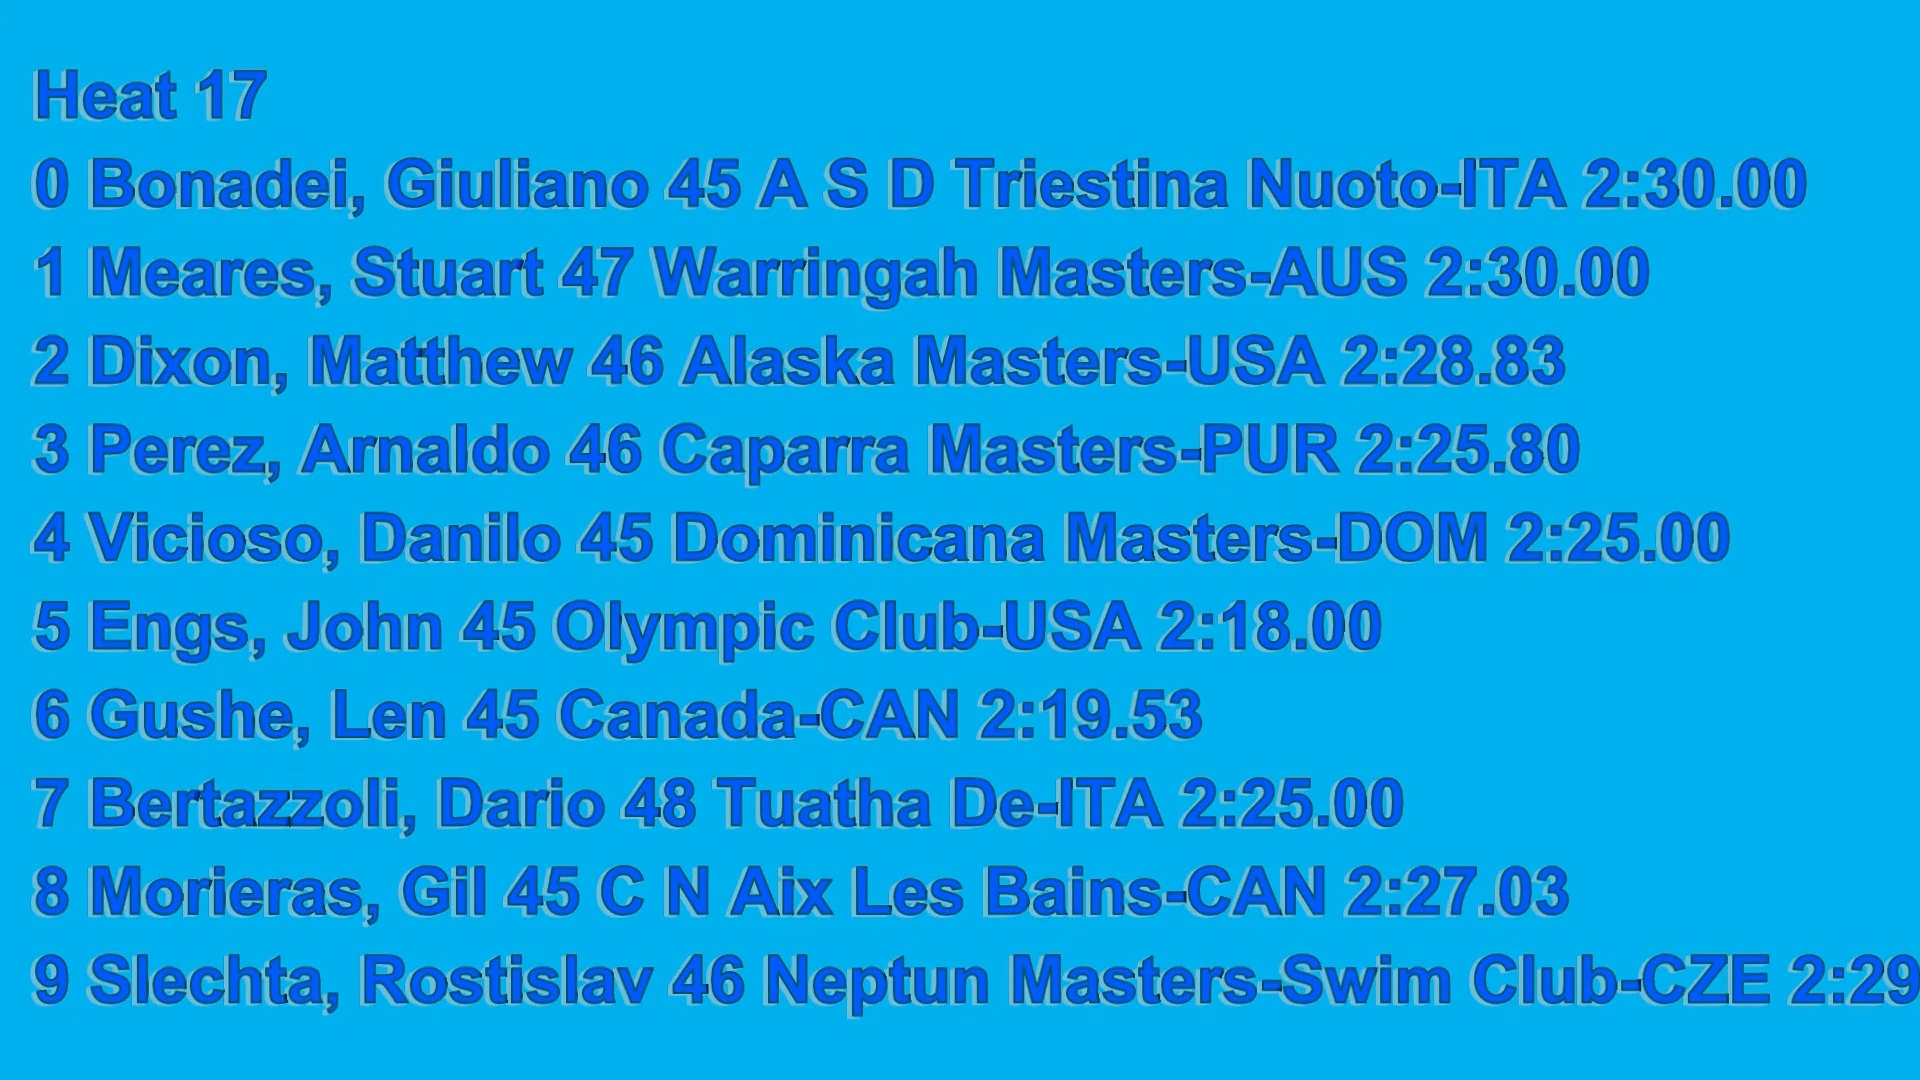 Heat 17
0 Bonadei, Giuliano 45 A S D Triestina Nuoto-ITA 2:30.00
1 Meares, Stuart 47 Warringah Masters-AUS 2:30.00
2 Dixon, Matthew 46 Alaska Masters-USA 2:28.83
3 Perez, Arnaldo 46 Caparra Masters-PUR 2:25.80
4 Vicioso, Danilo 45 Dominicana Masters-DOM 2:25.00
5 Engs, John 45 Olympic Club-USA 2:18.00
6 Gushe, Len 45 Canada-CAN 2:19.53
7 Bertazzoli, Dario 48 Tuatha De-ITA 2:25.00
8 Morieras, Gil 45 C N Aix Les Bains-CAN 2:27.03
9 Slechta, Rostislav 46 Neptun Masters-Swim Club-CZE 2:29